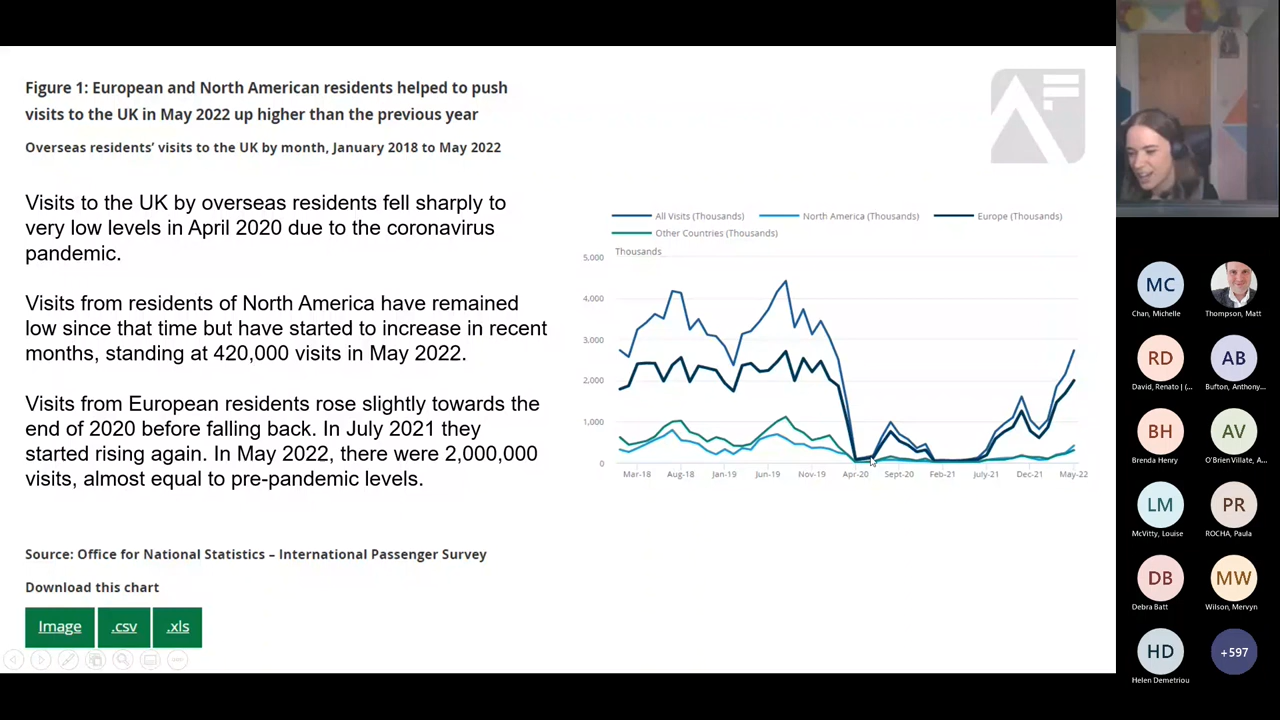 Figure 1: European and North American residents helped to push
visits to the UK in May 2022 up higher than the previous year
Overseas residents' visits to the UK by month, January 2018 to May 2022
Visits to the UK by overseas residents fell sharply to
very low levels in April 2020 due to the coronavirus
pandemic.
Visits from residents of North America have remained
low since that time but have started to increase in recent
months, standing at 420,000 visits in May 2022.
Visits from European residents rose slightly towards the
end of 2020 before falling back. In July 2021 they
started rising again. In May 2022, there were 2,000,000
visits, almost equal to pre-pandemic levels.
Source: Office for National Statistics – International Passenger Survey
Download this chart
Image .csv .xls
AF
All Visits (Thousands) North America (Thousands) Europe (Thousands)
Other Countries (Thousands)
Thousands
5,000
4,000
3,000
2,000
1,000
0
Mar-18 Aug-18 Jan-19 Jun-19 Nov-19 Apr-20 Sept-20 Feb-21 July-21 Dec-21 May-22
MC
Chan, Michelle Thompson, Matt
RD AB
David, Renato J (... Bufton, Anthony...
BH AV
Brenda Henry O'Brien Villate, A...
LM PR
McVitty, Louise ROCHA, Paula
DB MW
Debra Batt Wilson, Mervyn
HD +597
Helen Demetriou